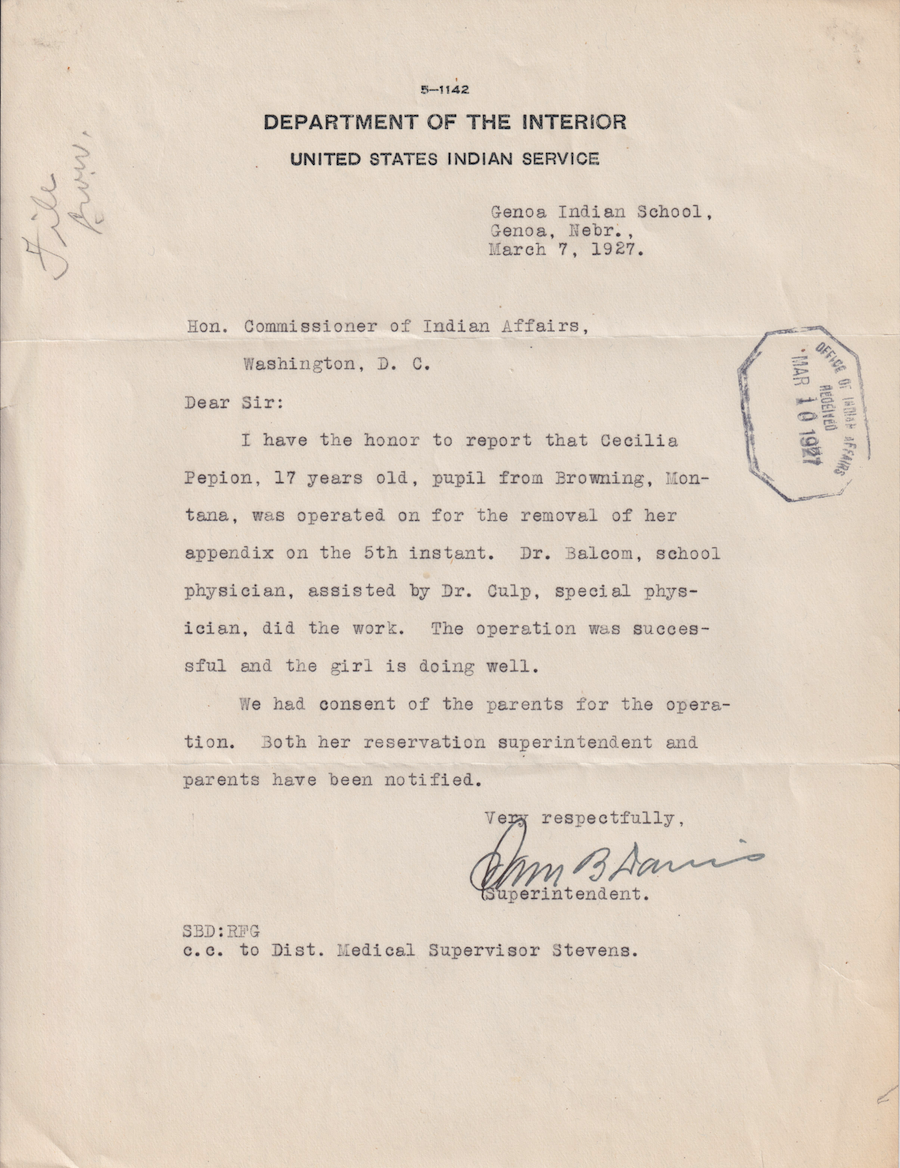 5—1142
DEPARTMENT OF THE INTERIOR
UNITED STATES INDIAN SERVICE
File
Genoa Indian School,
Genoa, Nebr.,
March 7, 1927.
Hon. Commissioner of Indian Affairs,
Washington, D. C.
OFFICE OF INDIAN AFFAIRS
RECEIVED
MAR 10 1927
Dear Sir:
I have the honor to report that Cecilia
Pepion, 17 years old, pupil from Browning, Mon-
tana, was operated on for the removal of her
appendix on the 5th instant. Dr. Balcom, school
physician, assisted by Dr. Culp, special phys-
ician, did the work. The operation was succes-
sful and the girl is doing well.
We had consent of the parents for the opera-
tion. Both her reservation superintendent and
parents have been notified.
Very respectfully,
Sam B Davis
Superintendent.
SBD:RFG
c.c. to Dist. Medical Supervisor Stevens.